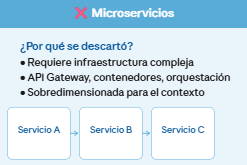 ❌ Microservicios
¿Por qué se descartó?
• Requiere infraestructura compleja
• API Gateway, contenedores, orquestación
• Sobredimensionada para el contexto
Servicio A
Servicio B
Servicio C